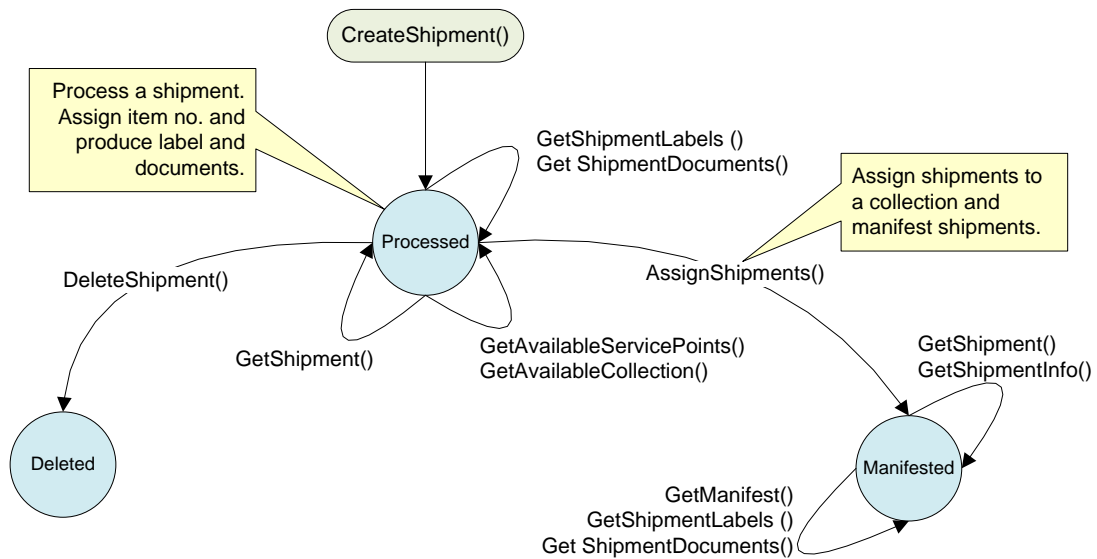 CreateShipment()
Process a shipment.
Assign item no. and
produce label and
documents.
GetShipmentLabels ()
Get ShipmentDocuments()
Assign shipments to
a collection and
manifest shipments.
Processed
DeleteShipment()
AssignShipments()
GetShipment()
GetAvailableServicePoints()
GetAvailableCollection()
GetShipment()
GetShipmentInfo()
Deleted
Manifested
GetManifest()
GetShipmentLabels ()
Get ShipmentDocuments()